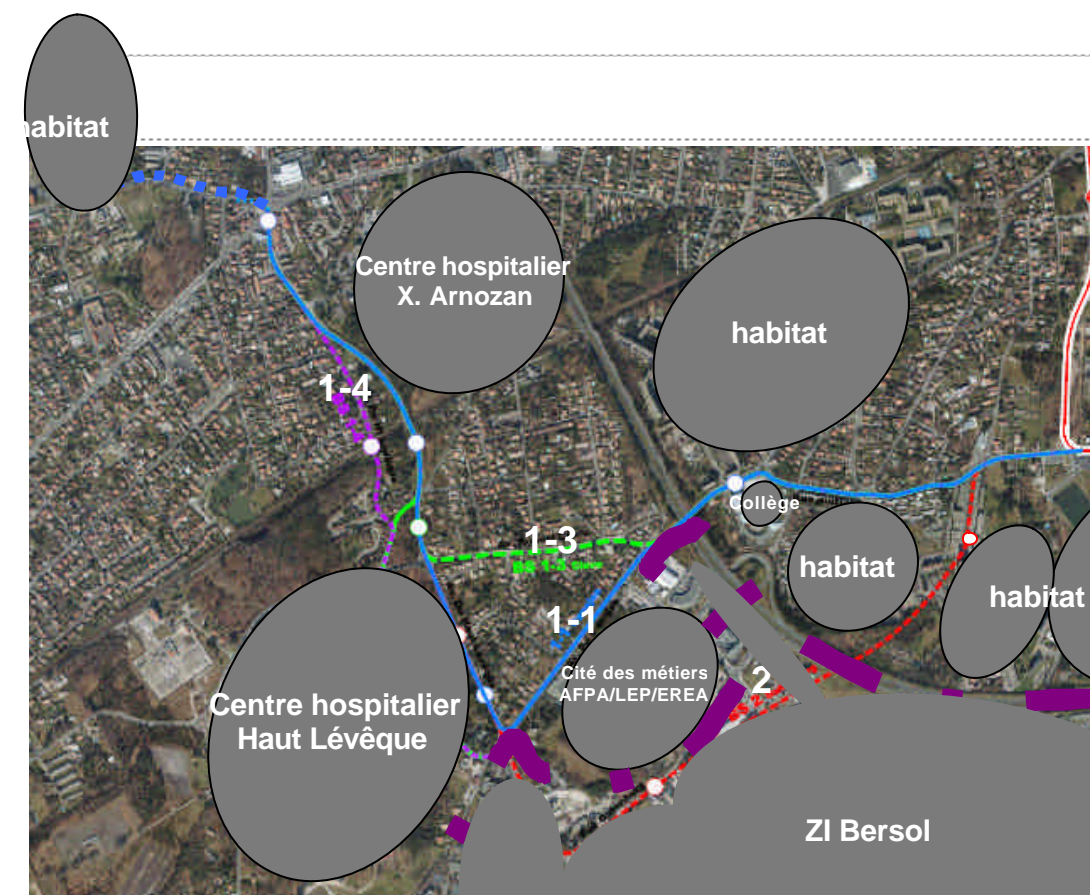 habitat
Centre hospitalier
X. Arnozan
habitat
1-4
Collège
1-3
habitat
habitat
1-1
Cité des métiers
AFPA/LEP/EREA
2
Centre hospitalier
Haut Lévêque
ZI Bersol